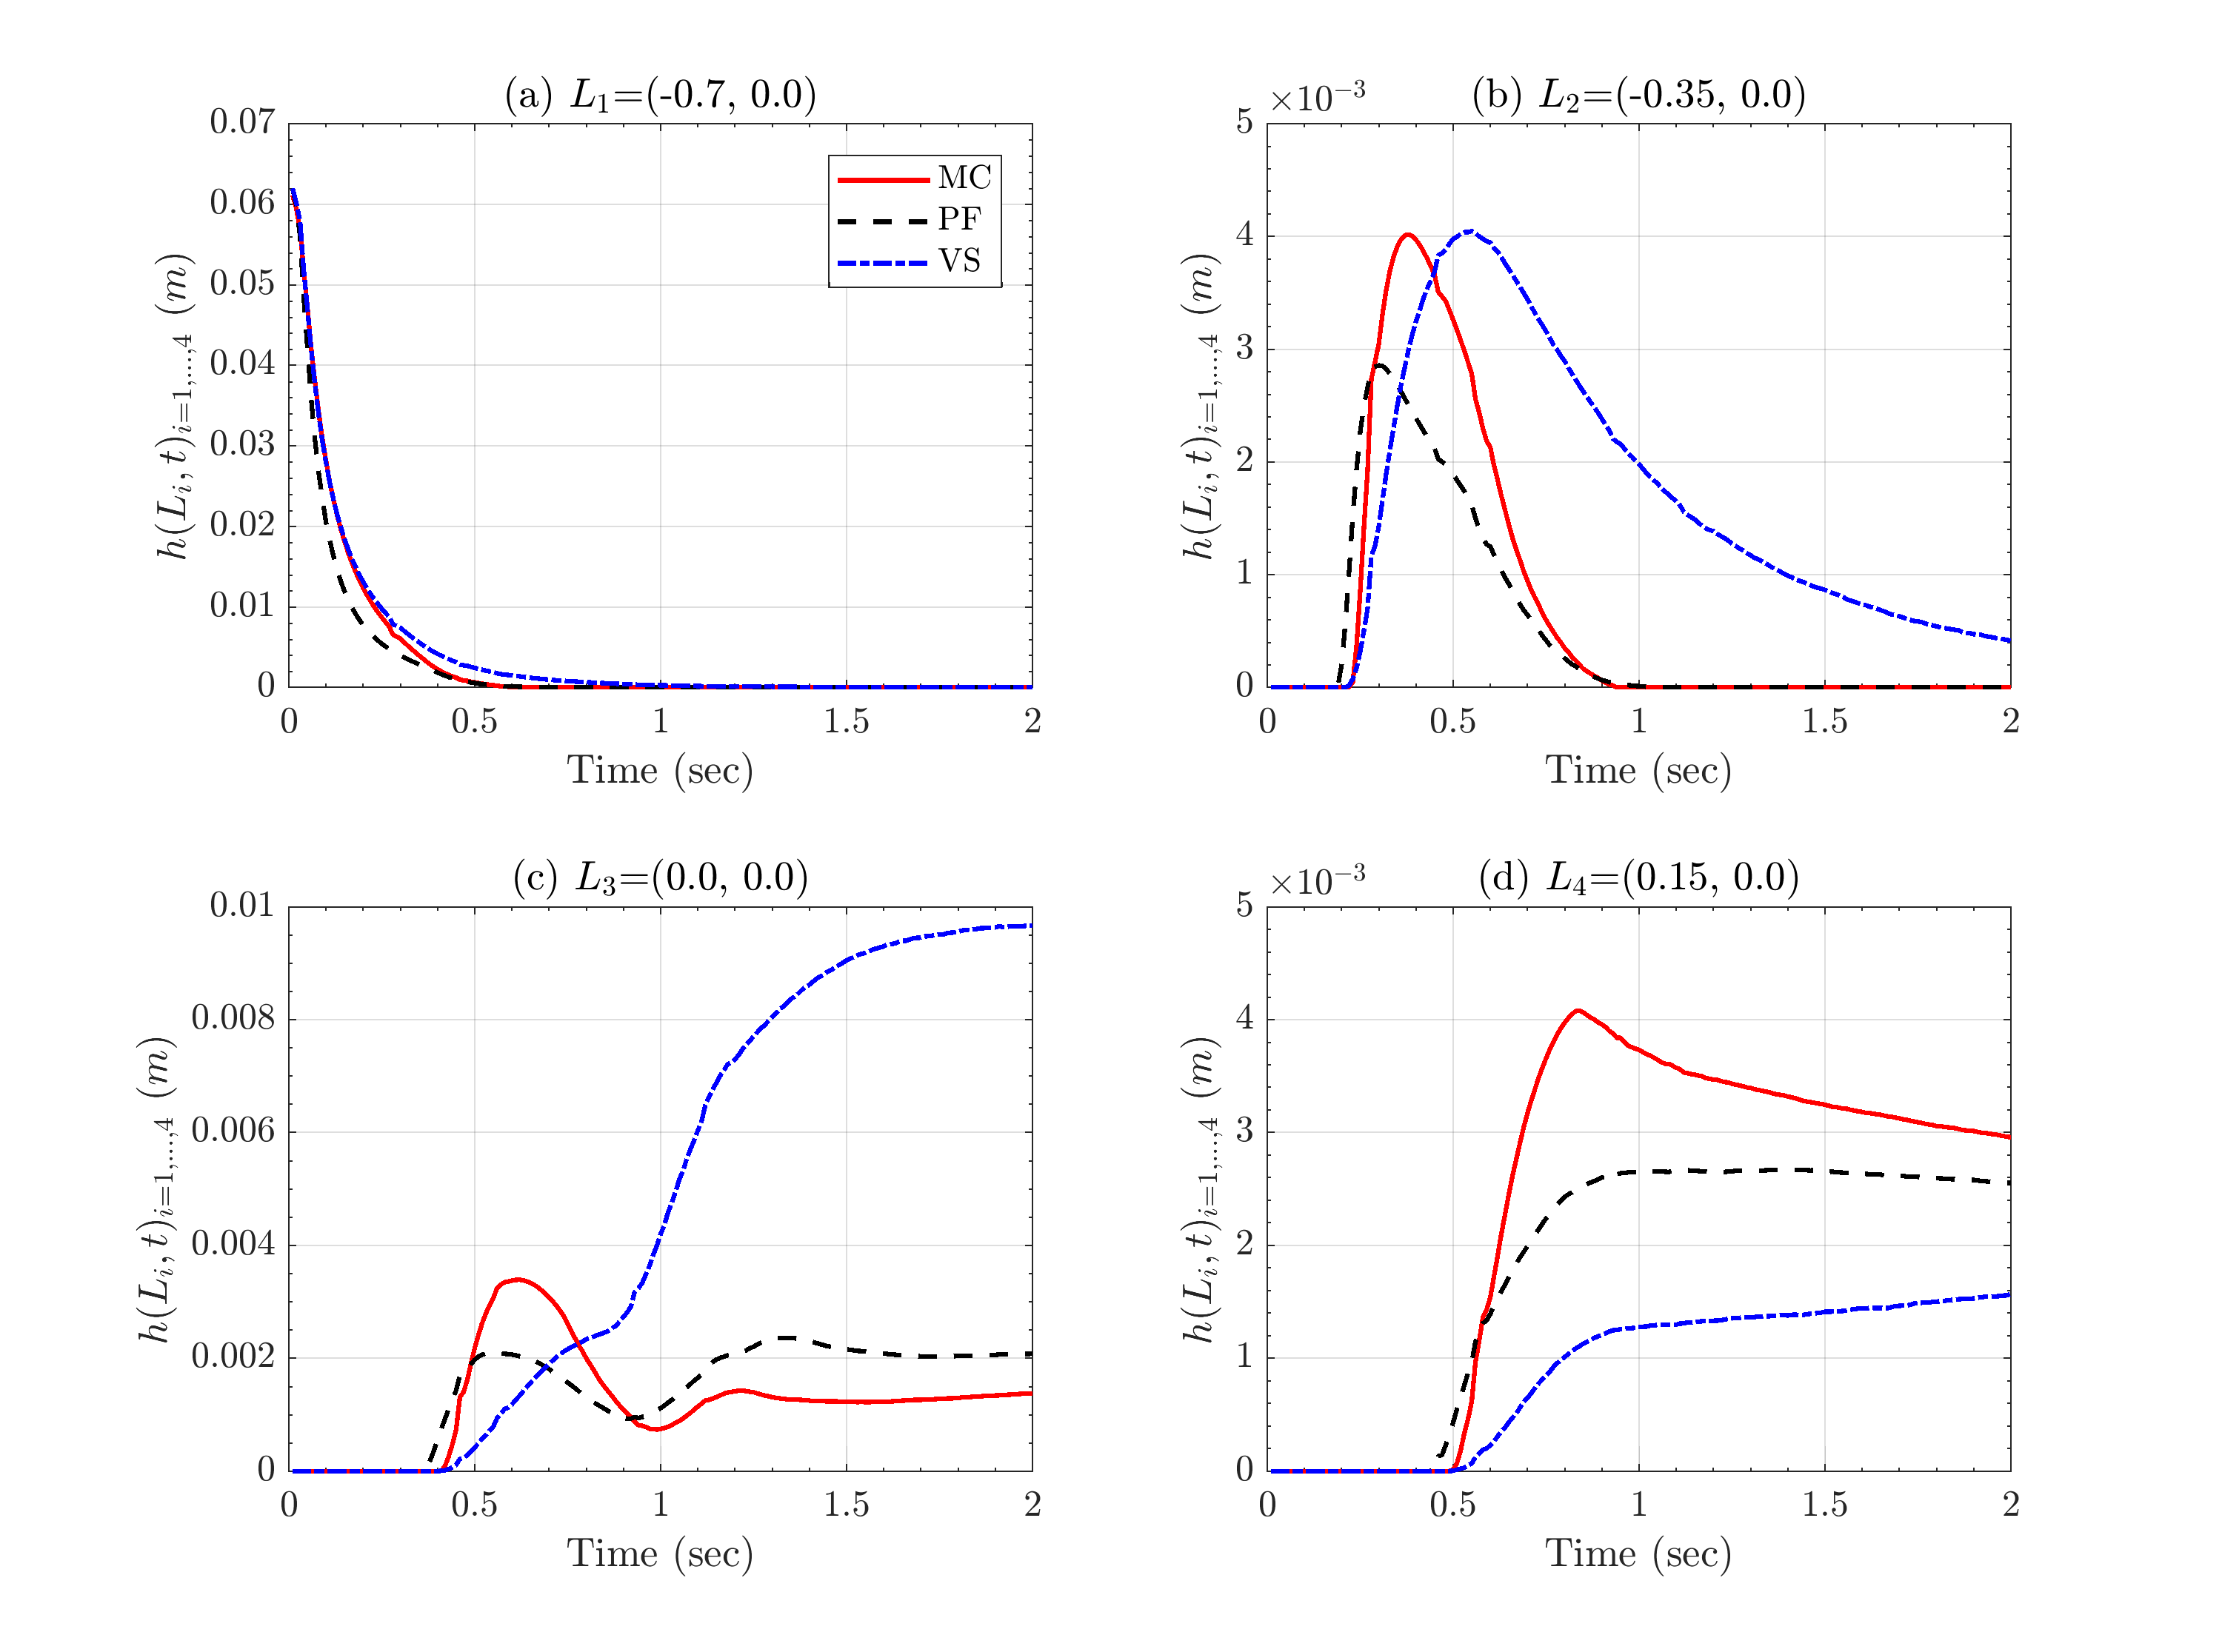 (a) L₁=(-0.7, 0.0)
0.07
0.06
0.05
0.04
0.03
0.02
0.01
0
h(Lᵢ, t)ᵢ₌₁,...,₄ (m)
MC
PF
VS
0 0.5 1 1.5 2
Time (sec)
(b) L₂=(-0.35, 0.0)
×10⁻³
5
4
3
2
1
0
h(Lᵢ, t)ᵢ₌₁,...,₄ (m)
0 0.5 1 1.5 2
Time (sec)
(c) L₃=(0.0, 0.0)
0.01
0.008
0.006
0.004
0.002
0
h(Lᵢ, t)ᵢ₌₁,...,₄ (m)
0 0.5 1 1.5 2
Time (sec)
(d) L₄=(0.15, 0.0)
×10⁻³
5
4
3
2
1
0
h(Lᵢ, t)ᵢ₌₁,...,₄ (m)
0 0.5 1 1.5 2
Time (sec)